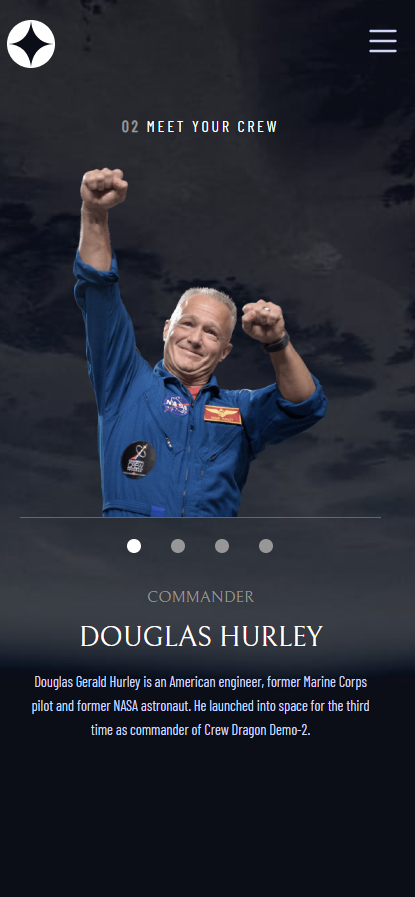 02 MEET YOUR CREW
NASA
COMMANDER
DOUGLAS HURLEY
Douglas Gerald Hurley is an American engineer, former Marine Corps
pilot and former NASA astronaut. He launched into space for the third
time as commander of Crew Dragon Demo-2.